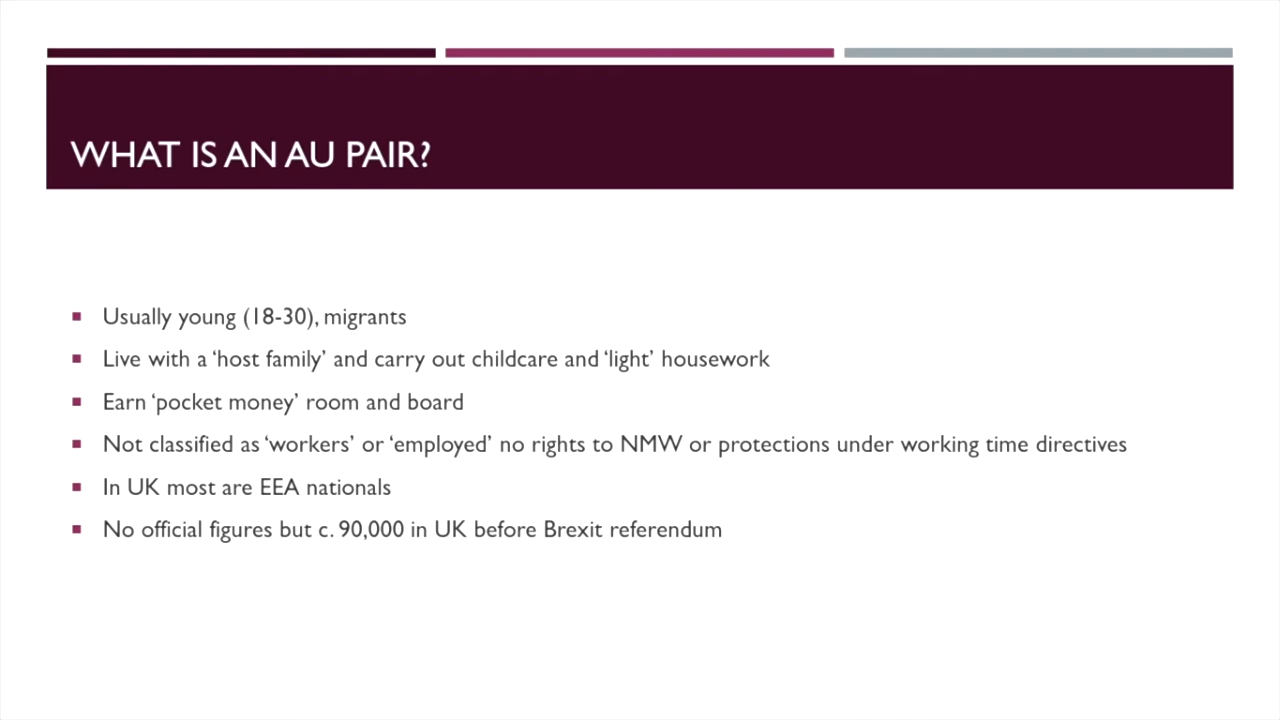 WHAT IS AN AU PAIR?
Usually young (18-30), migrants
Live with a ‘host family’ and carry out childcare and ‘light’ housework
Earn ‘pocket money’ room and board
Not classified as ‘workers’ or ‘employed’ no rights to NMW or protections under working time directives
In UK most are EEA nationals
No official figures but c. 90,000 in UK before Brexit referendum